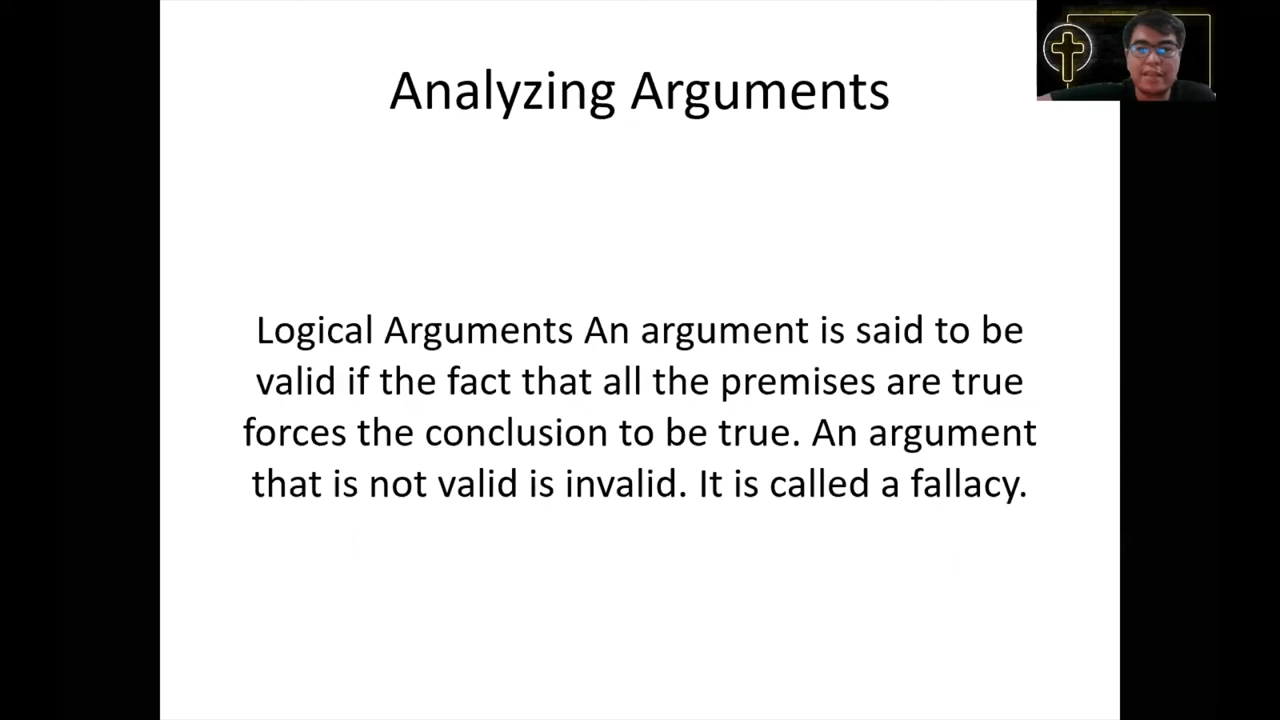 Analyzing Arguments
Logical Arguments An argument is said to be
valid if the fact that all the premises are true
forces the conclusion to be true. An argument
that is not valid is invalid. It is called a fallacy.